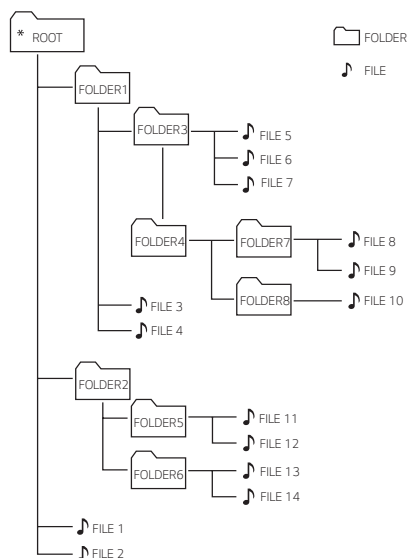 * ROOT
FOLDER
FILE
FOLDER1
FOLDER3
FILE 5
FILE 6
FILE 7
FOLDER4
FOLDER7
FILE 8
FILE 9
FOLDER8
FILE 10
FILE 3
FILE 4
FOLDER2
FOLDER5
FILE 11
FILE 12
FOLDER6
FILE 13
FILE 14
FILE 1
FILE 2